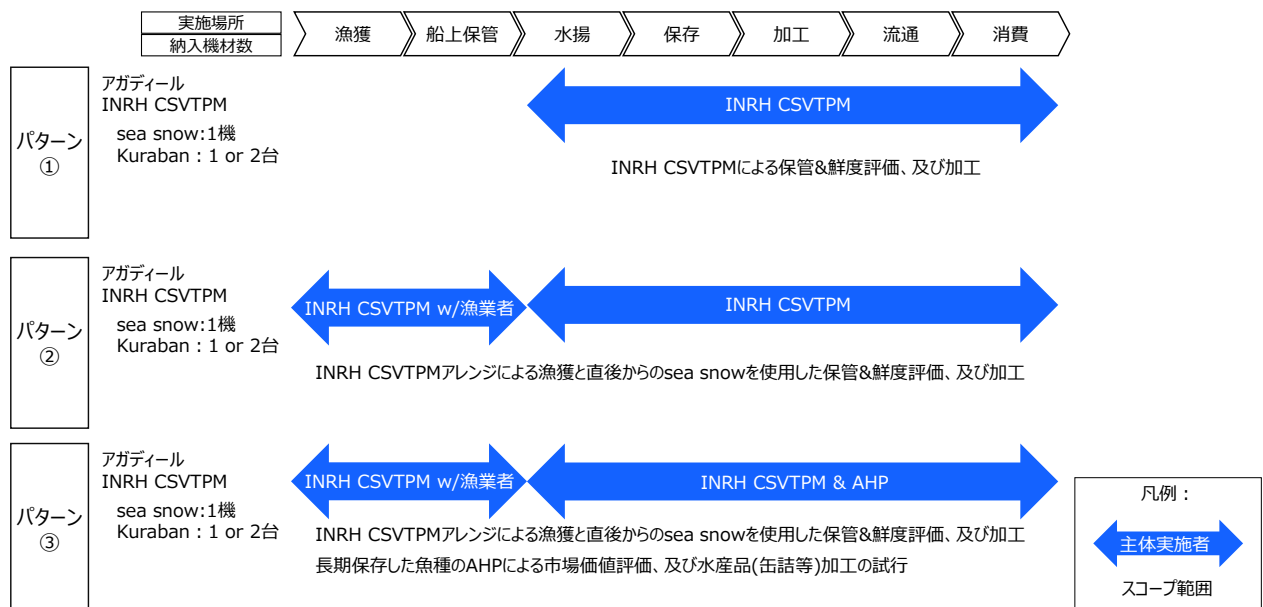 実施場所
納入機材数
漁獲
船上保管
水揚
保存
加工
流通
消費
パターン
①
アガディール
INRH CSVTPM
sea snow:1機
Kuraban：1 or 2台
INRH CSVTPM
INRH CSVTPMによる保管&鮮度評価、及び加工
パターン
②
アガディール
INRH CSVTPM
sea snow:1機
Kuraban：1 or 2台
INRH CSVTPM w/漁業者
INRH CSVTPM
INRH CSVTPMアレンジによる漁獲と直後からのsea snowを使用した保管&鮮度評価、及び加工
パターン
③
アガディール
INRH CSVTPM
sea snow:1機
Kuraban：1 or 2台
INRH CSVTPM w/漁業者
INRH CSVTPM & AHP
INRH CSVTPMアレンジによる漁獲と直後からのsea snowを使用した保管&鮮度評価、及び加工
長期保存した魚種のAHPによる市場価値評価、及び水産品(缶詰等)加工の試行
凡例：
主体実施者
スコープ範囲